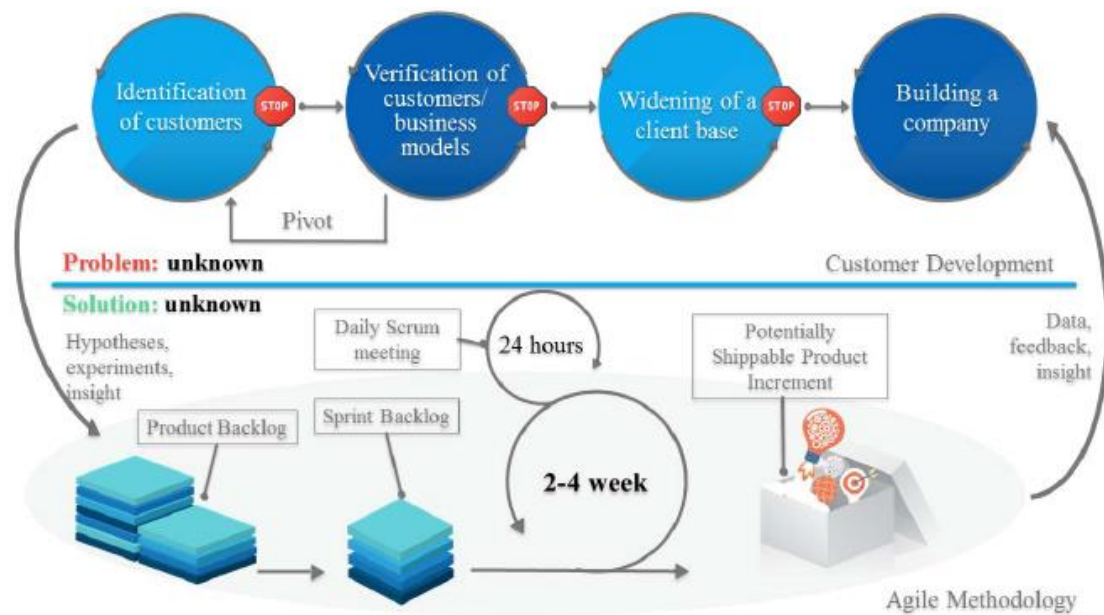 Identification
of customers
STOP
Verification of
customers/
business
models
STOP
Widening of a
client base
STOP
Building a
company
Pivot
Problem: unknown
Customer Development
Solution: unknown
Hypotheses,
experiments,
insight
Daily Scrum
meeting
24 hours
Potentially
Shippable Product
Increment
Data,
feedback,
insight
Product Backlog
Sprint Backlog
2-4 week
Agile Methodology